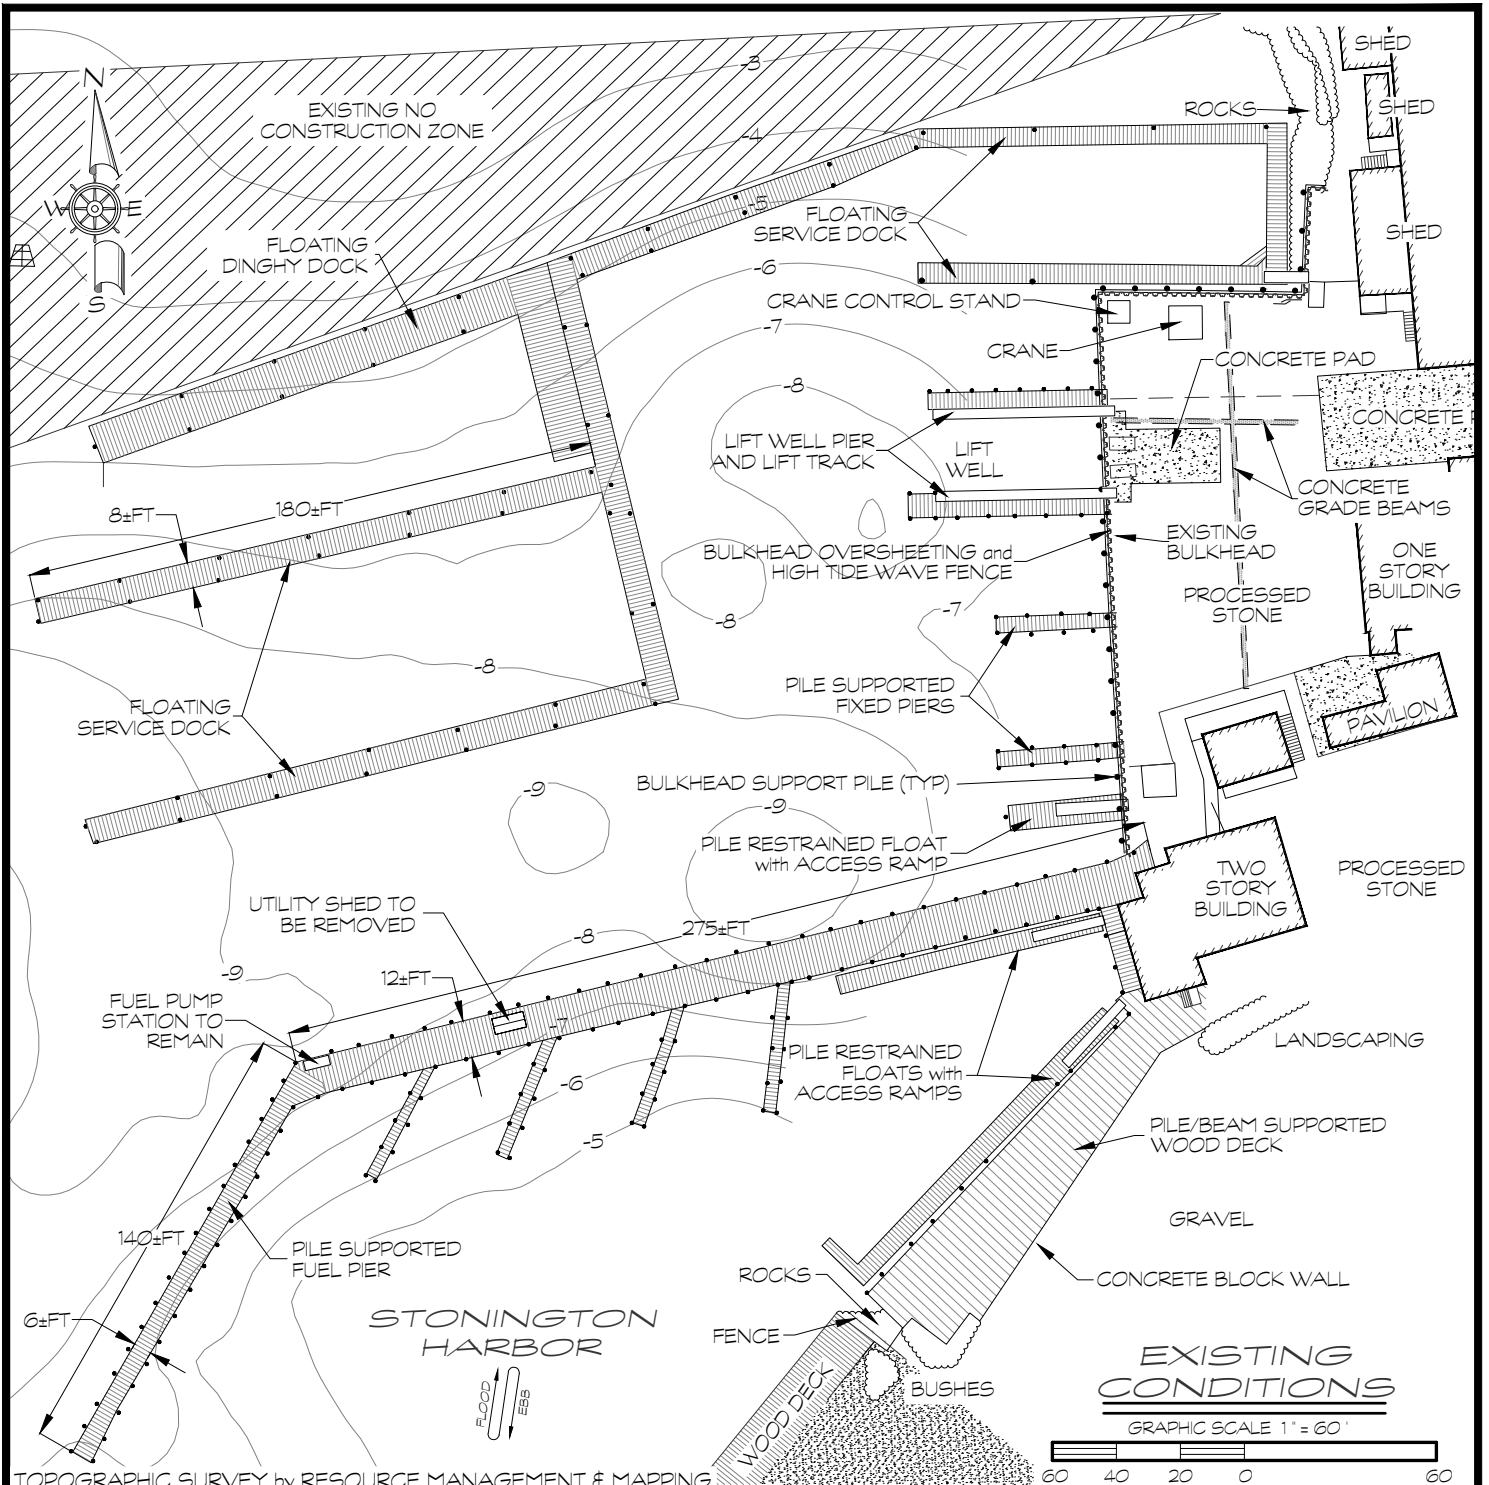 SHED
-3
N
EXISTING NO
CONSTRUCTION ZONE
ROCKS
SHED
-4
W
E
-5
FLOATING
SERVICE DOCK
SHED
FLOATING
DINGHY DOCK
-6
S
CRANE CONTROL STAND
-7
CRANE
CONCRETE PAD
-8
CONCRETE P
LIFT WELL PIER
AND LIFT TRACK
LIFT
WELL
CONCRETE
GRADE BEAMS
8±FT
180±FT
EXISTING
BULKHEAD
BULKHEAD OVERSHEETING and
HIGH TIDE WAVE FENCE
ONE
STORY
BUILDING
PROCESSED
STONE
-7
-8
-8
PILE SUPPORTED
FIXED PIERS
FLOATING
SERVICE DOCK
PAVILION
BULKHEAD SUPPORT PILE (TYP)
-9
-9
PILE RESTRAINED FLOAT
with ACCESS RAMP
TWO
STORY
BUILDING
PROCESSED
STONE
UTILITY SHED TO
BE REMOVED
275±FT
-8
-9
12±FT
FUEL PUMP
STATION TO
REMAIN
-7
LANDSCAPING
PILE RESTRAINED
FLOATS with
ACCESS RAMPS
-6
-5
PILE/BEAM SUPPORTED
WOOD DECK
GRAVEL
140±FT
PILE SUPPORTED
FUEL PIER
ROCKS
CONCRETE BLOCK WALL
6±FT
STONINGTON
HARBOR
FENCE
EXISTING
CONDITIONS
FLOOD
EBB
WOOD DECK
BUSHES
GRAPHIC SCALE 1" = 60'
60 40 20 0 60
TOPOGRAPHIC SURVEY by RESOURCE MANAGEMENT & MAPPING